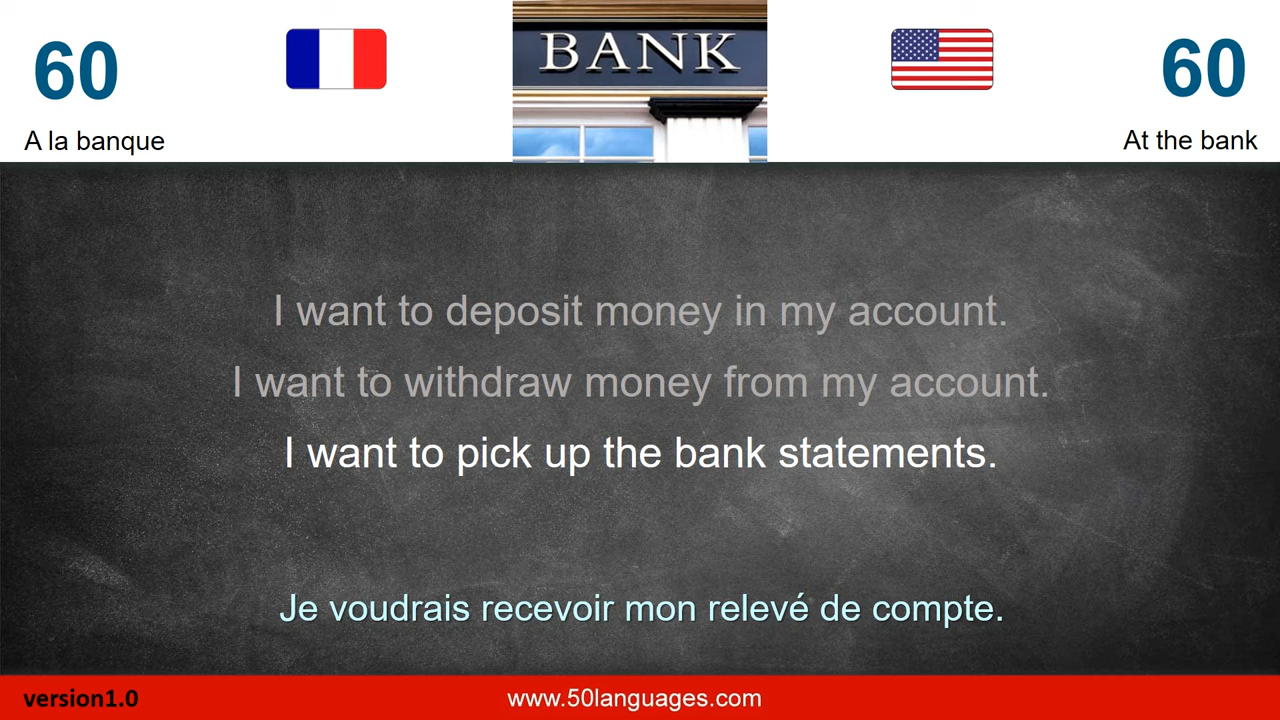 60
A la banque
BANK
60
At the bank
I want to deposit money in my account.
I want to withdraw money from my account.
I want to pick up the bank statements.
Je voudrais recevoir mon relevé de compte.
version1.0
www.50languages.com